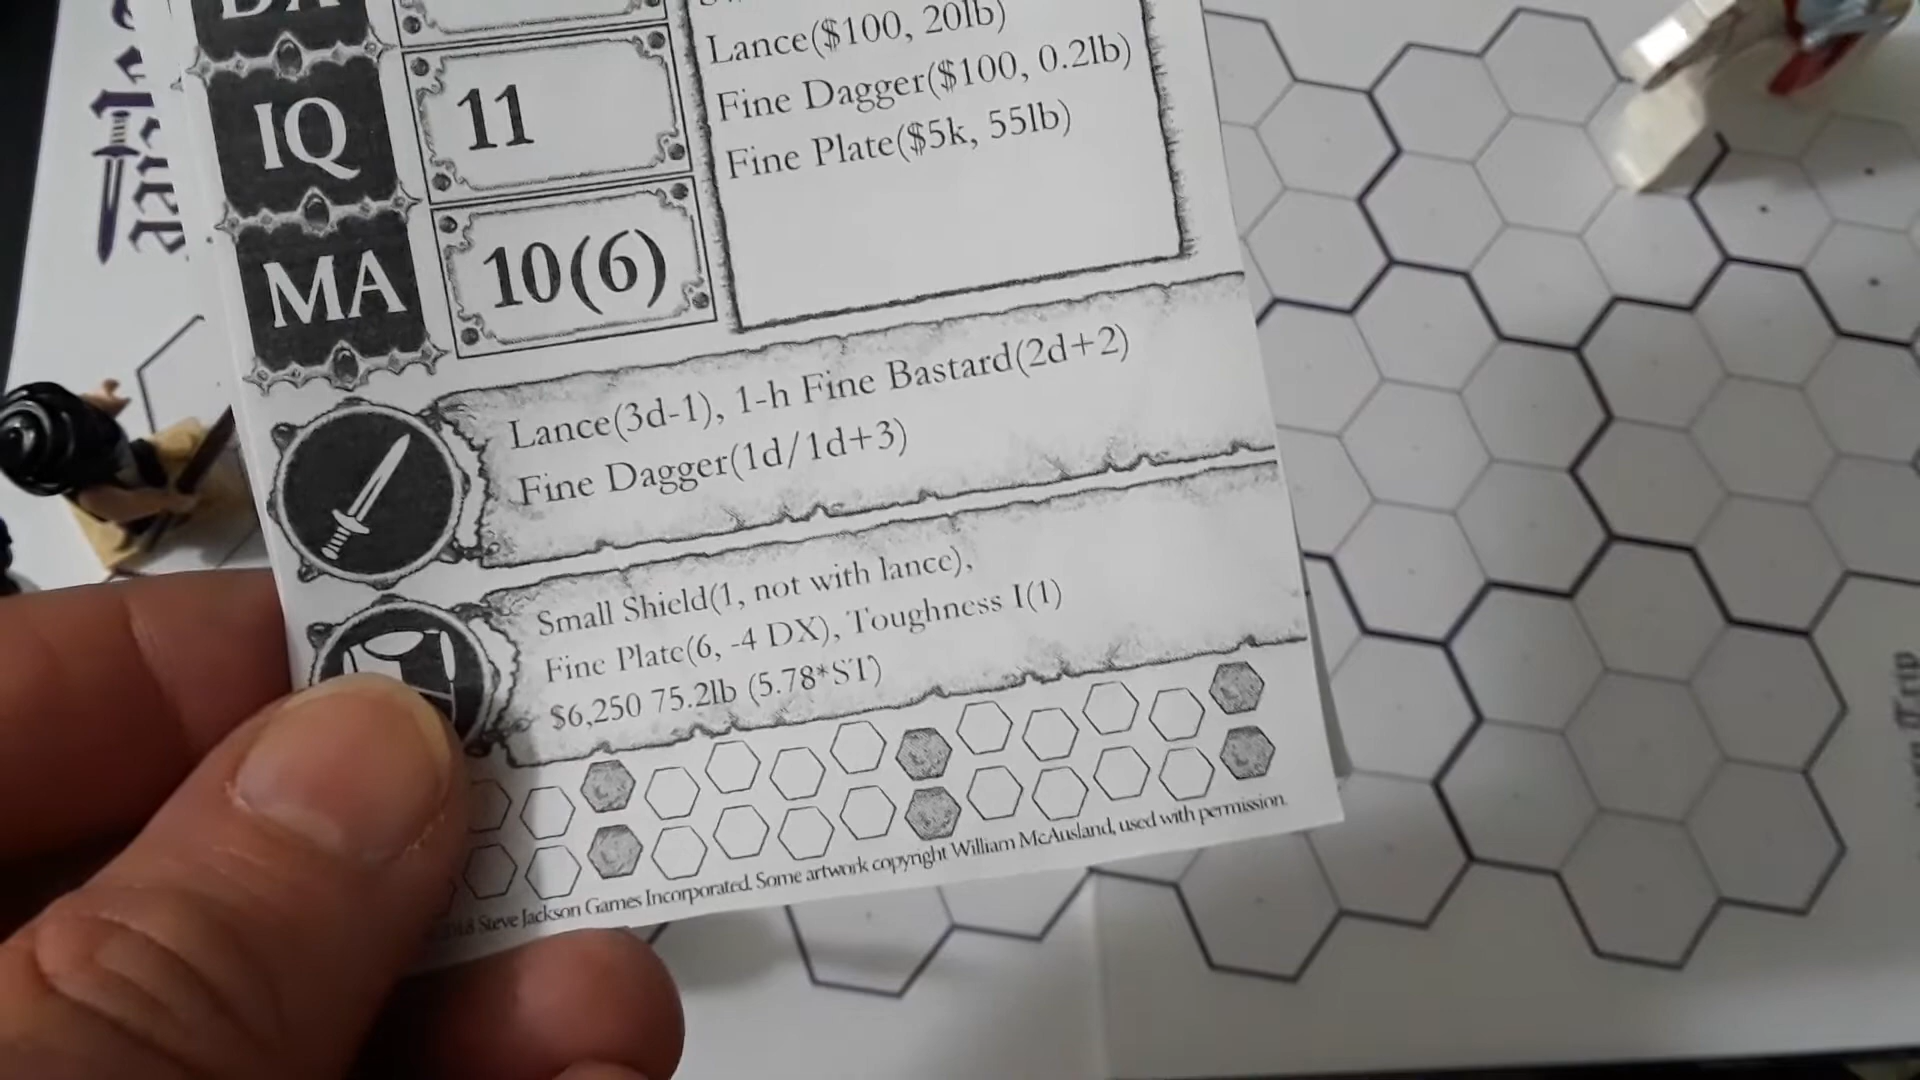 Lance($100, 20lb)
IQ
11
Fine Dagger($100, 0.2lb)
Fine Plate($5k, 55lb)
MA
10(6)
Lance(3d-1), 1-h Fine Bastard(2d+2)
Fine Dagger(1d/1d+3)
Small Shield(1, not with lance),
Fine Plate(6, -4 DX), Toughness I(1)
$6,250 75.2lb (5.78*ST)
Steve Jackson Games Incorporated. Some artwork copyright William McAusland, used with permission.